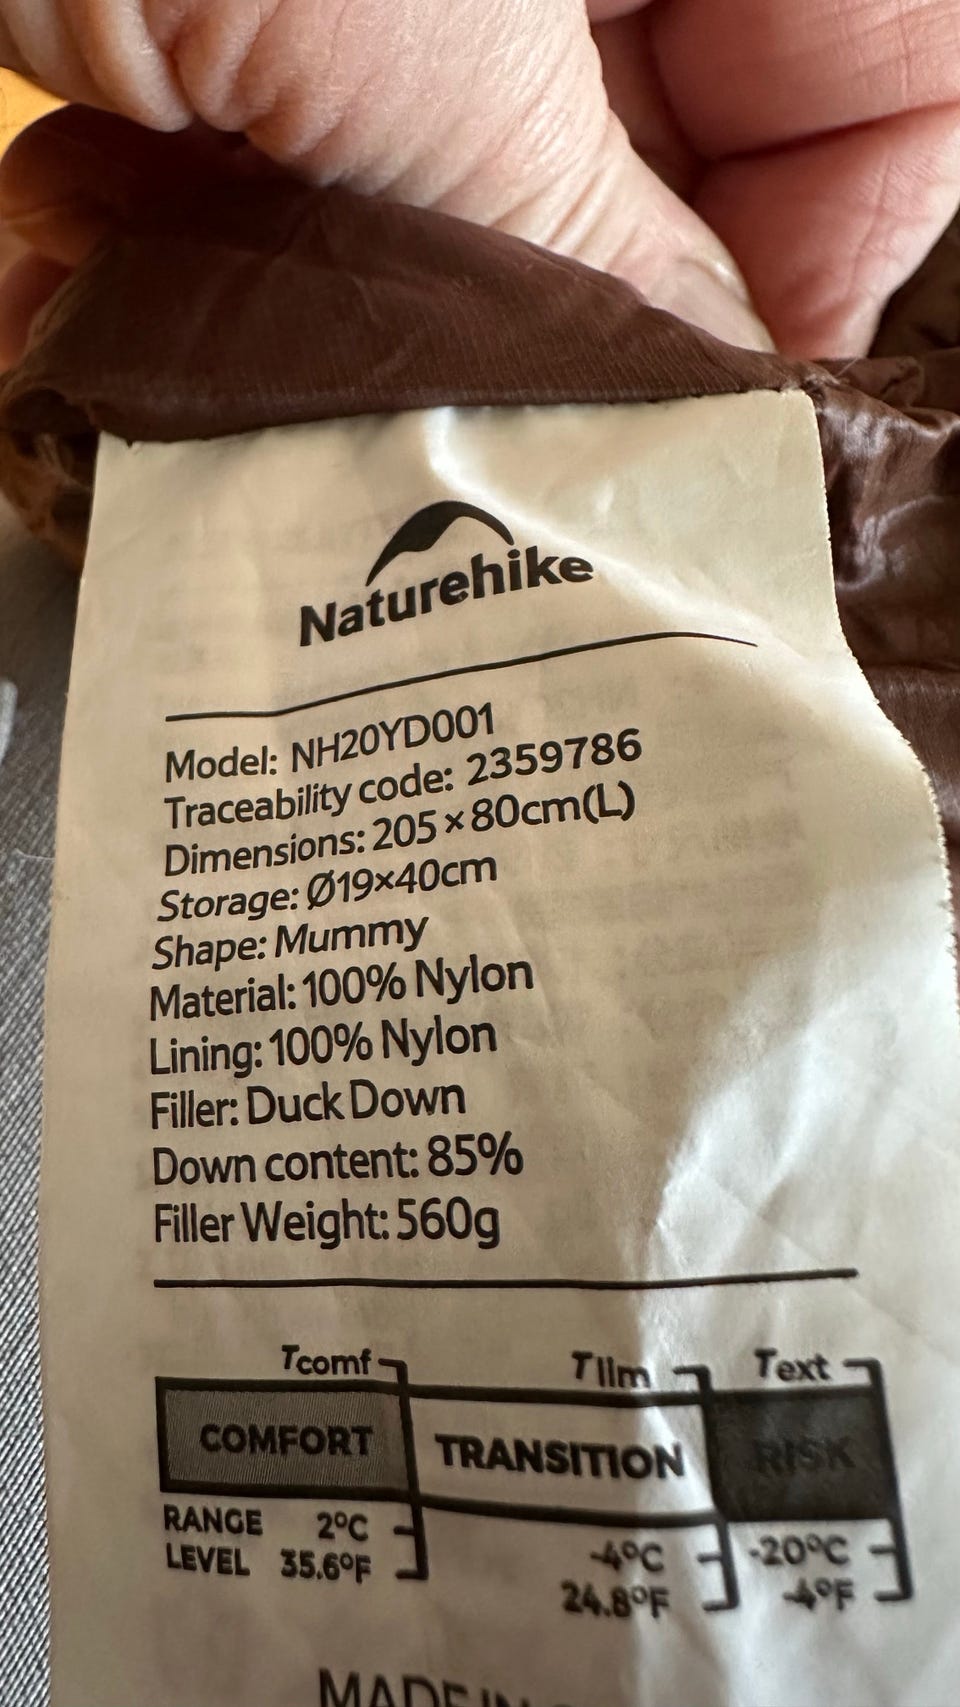 Naturehike
Model: NH20YD001
Traceability code: 2359786
Dimensions: 205×80cm(L)
Storage: Ø19×40cm
Shape: Mummy
Material: 100% Nylon
Lining: 100% Nylon
Filler: Duck Down
Down content: 85%
Filler Weight: 560g
Tcomf Tlim Text
COMFORT TRANSITION RISK
RANGE 2°C -4°C -20°C
LEVEL 35.6°F 24.8°F -4°F
MADE IN